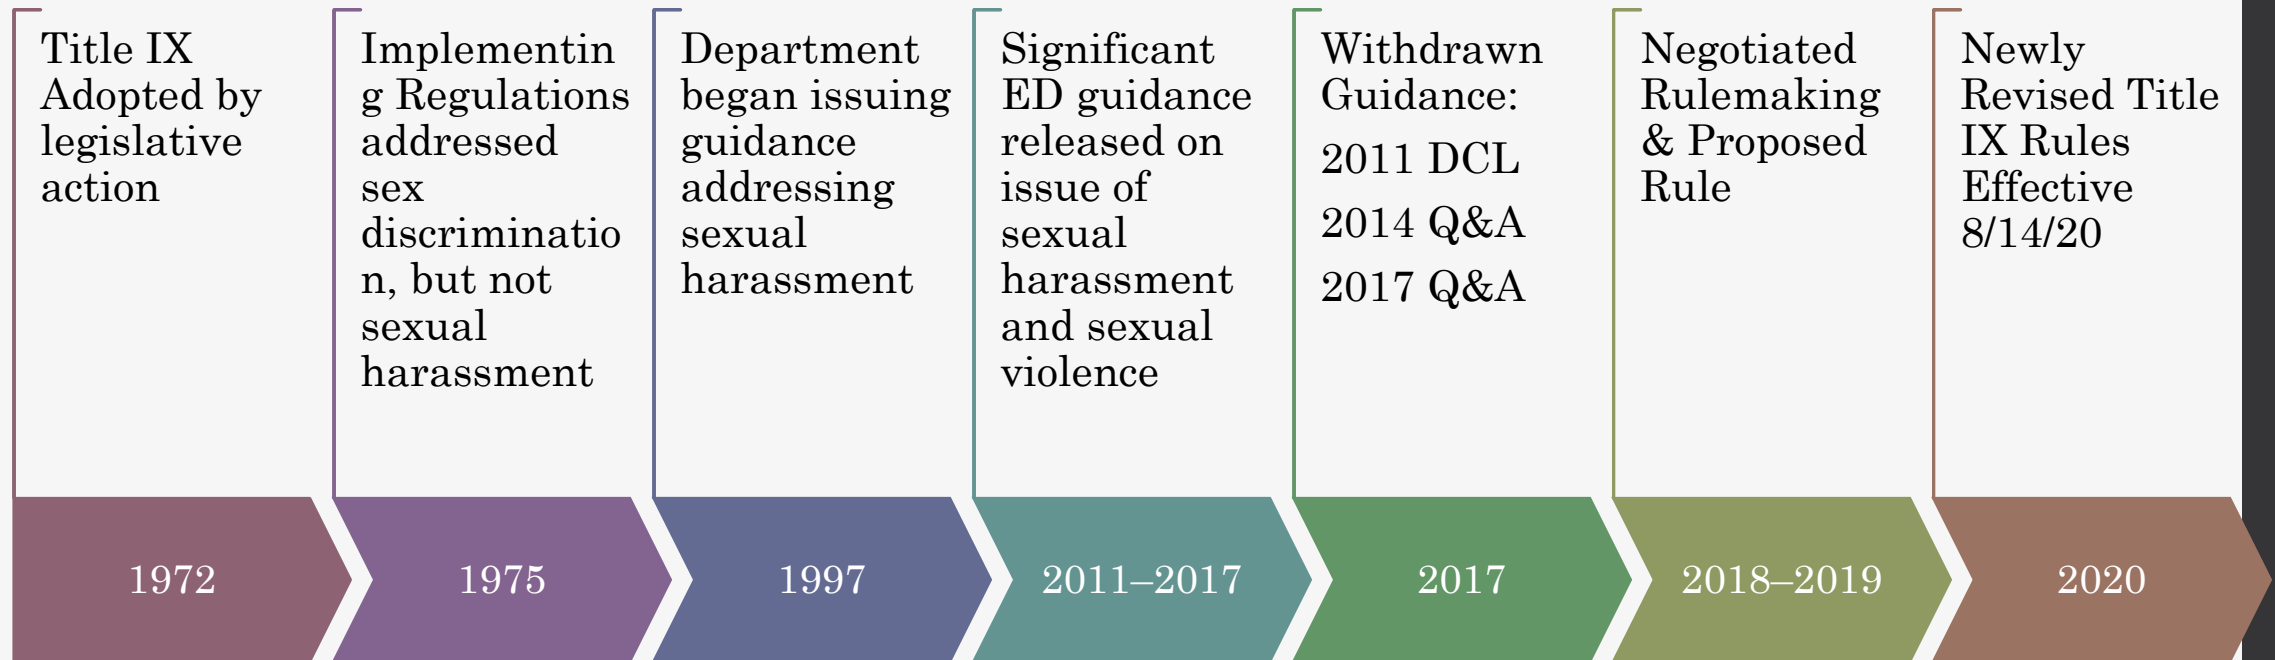 Title IX
Adopted by
legislative
action
Implementin
g Regulations
addressed
sex
discriminatio
n, but not
sexual
harassment
Department
began issuing
guidance
addressing
sexual
harassment
Significant
ED guidance
released on
issue of
sexual
harassment
and sexual
violence
Withdrawn
Guidance:
2011 DCL
2014 Q&A
2017 Q&A
Negotiated
Rulemaking
& Proposed
Rule
Newly
Revised Title
IX Rules
Effective
8/14/20
1972
1975
1997
2011–2017
2017
2018–2019
2020